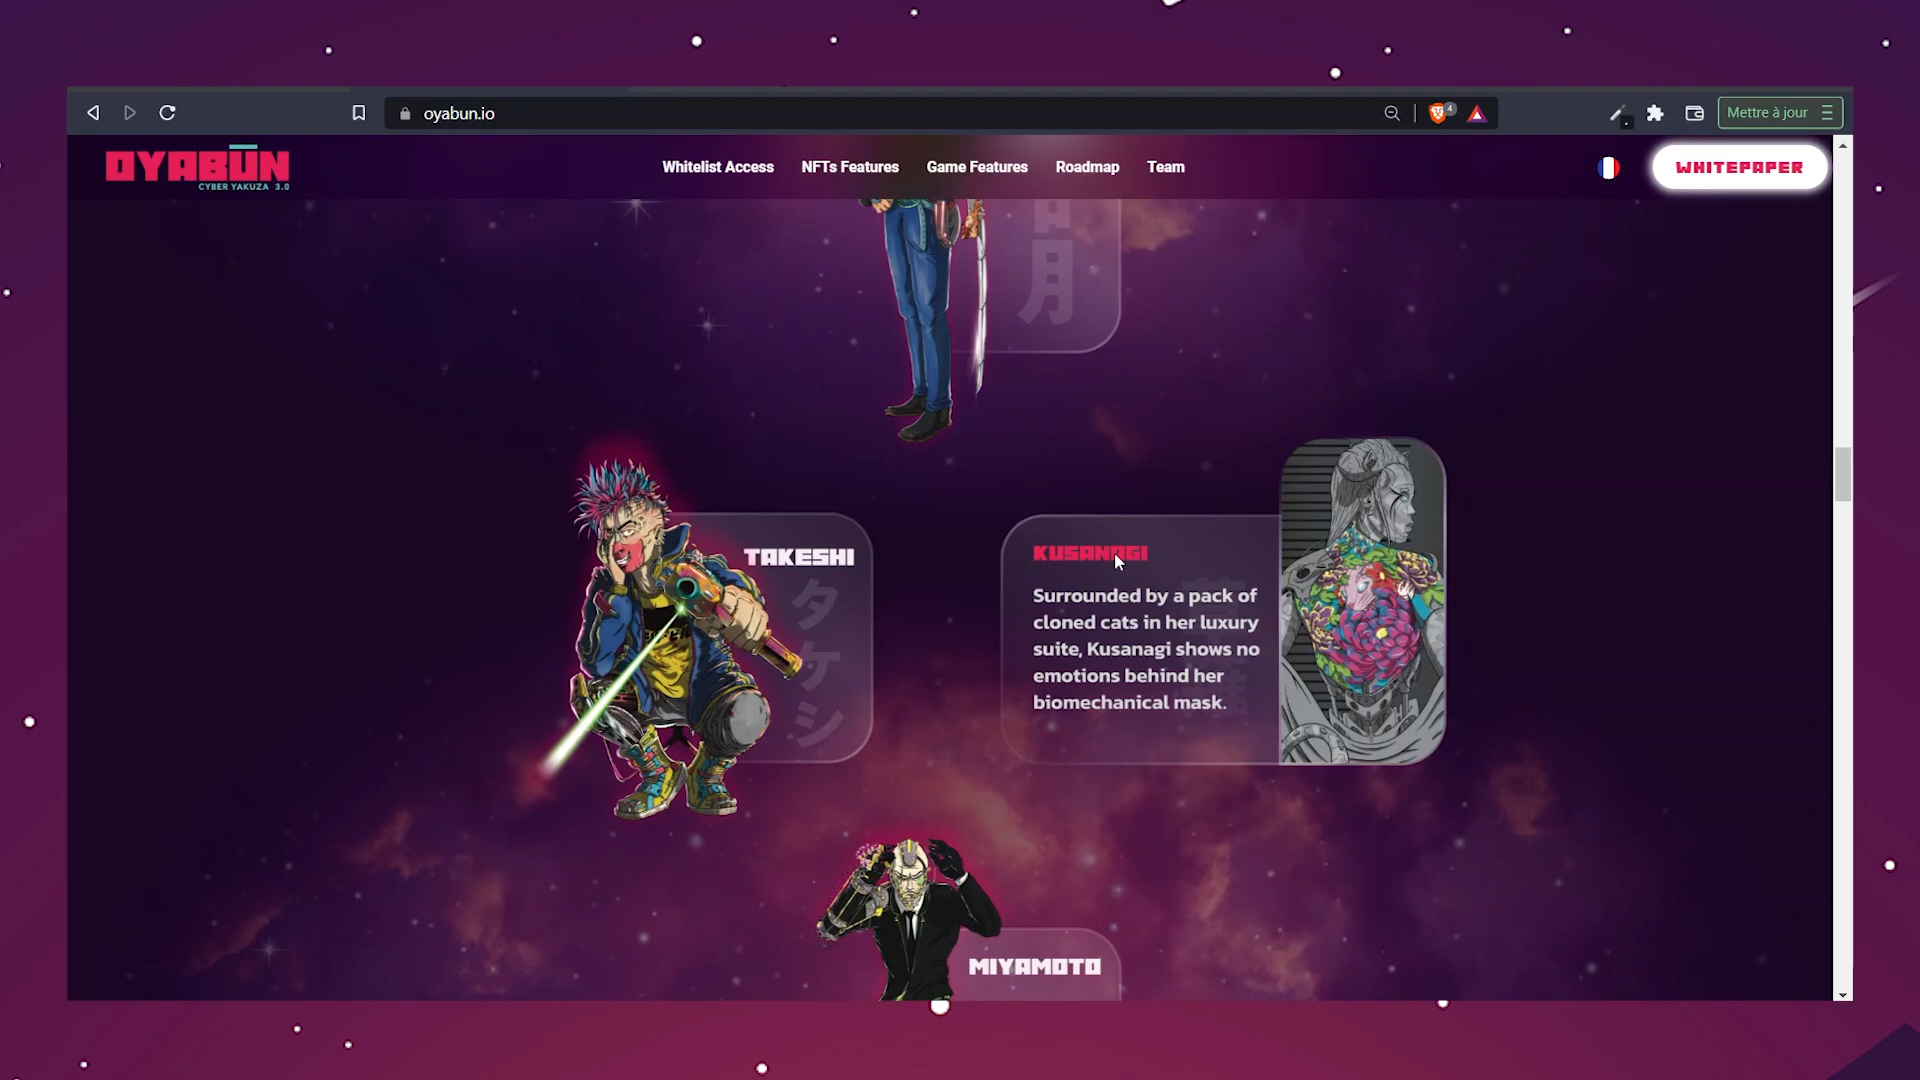 oyabun.io
4
Mettre à jour
OYABŪN
CYBER YAKUZA 3.0
Whitelist Access
NFTs Features
Game Features
Roadmap
Team
WHITEPAPER
月
TAKESHI
タケシ
KUSANAGI
Surrounded by a pack of
cloned cats in her luxury
suite, Kusanagi shows no
emotions behind her
biomechanical mask.
MIYAMOTO